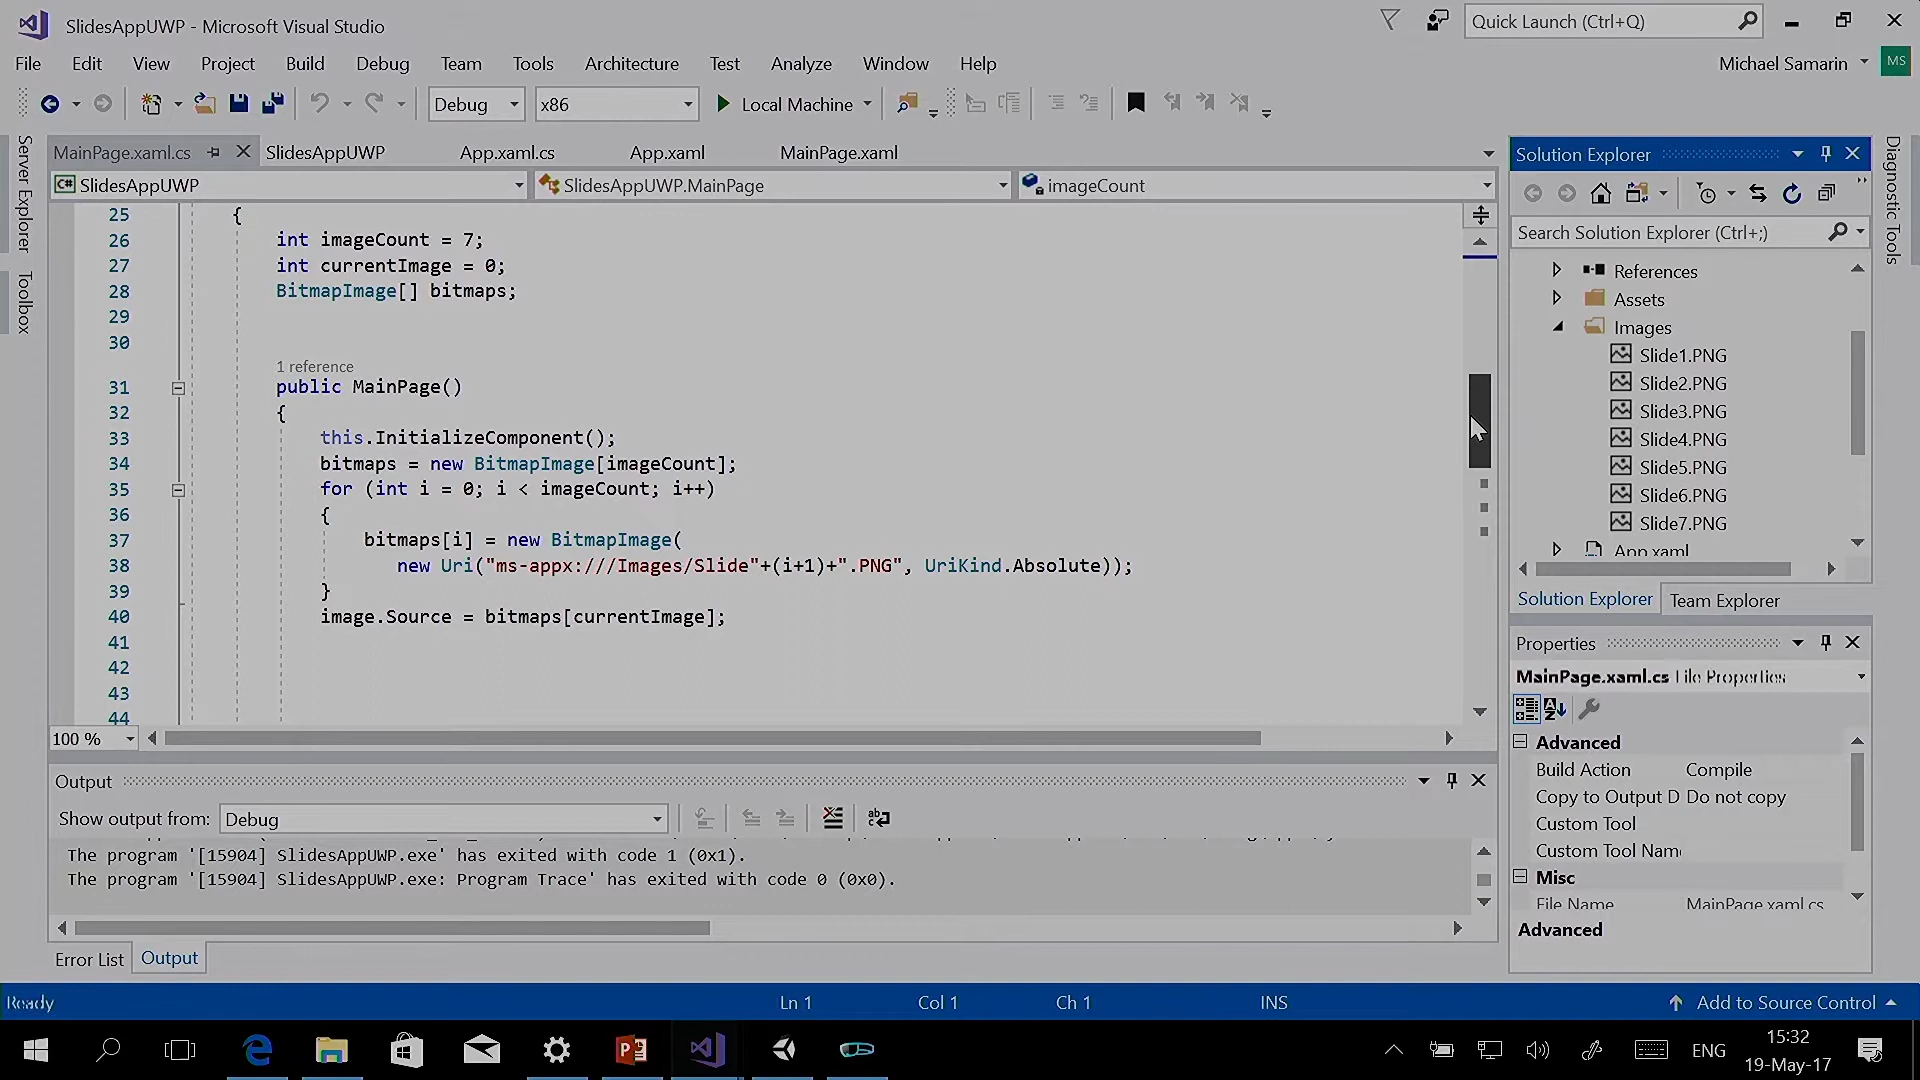 SlidesAppUWP - Microsoft Visual Studio
Quick Launch (Ctrl+Q)
File Edit View Project Build Debug Team Tools Architecture Test Analyze Window Help
Michael Samarin MS
Debug x86 Local Machine
Server Explorer
Toolbox
MainPage.xaml.cs SlidesAppUWP App.xaml.cs App.xaml MainPage.xaml
SlidesAppUWP SlidesAppUWP.MainPage imageCount
25 {
26 int imageCount = 7;
27 int currentImage = 0;
28 BitmapImage[] bitmaps;
29
30
1 reference
31 public MainPage()
32 {
33 this.InitializeComponent();
34 bitmaps = new BitmapImage[imageCount];
35 for (int i = 0; i < imageCount; i++)
36 {
37 bitmaps[i] = new BitmapImage(
38 new Uri("ms-appx:///Images/Slide"+(i+1)+".PNG", UriKind.Absolute));
39 }
40 image.Source = bitmaps[currentImage];
41
42
43
44
100 %
Output
Show output from: Debug
The program '[15904] SlidesAppUWP.exe' has exited with code 1 (0x1).
The program '[15904] SlidesAppUWP.exe: Program Trace' has exited with code 0 (0x0).
Error List Output
Solution Explorer
Search Solution Explorer (Ctrl+;)
References
Assets
Images
Slide1.PNG
Slide2.PNG
Slide3.PNG
Slide4.PNG
Slide5.PNG
Slide6.PNG
Slide7.PNG
App.xaml
Solution Explorer Team Explorer
Properties
MainPage.xaml.cs File Properties
Advanced
Build Action Compile
Copy to Output D Do not copy
Custom Tool
Custom Tool Nam
Misc
File Name MainPage.xaml.cs
Advanced
Diagnostic Tools
Ready Ln 1 Col 1 Ch 1 INS Add to Source Control
ENG
15:32
19-May-17